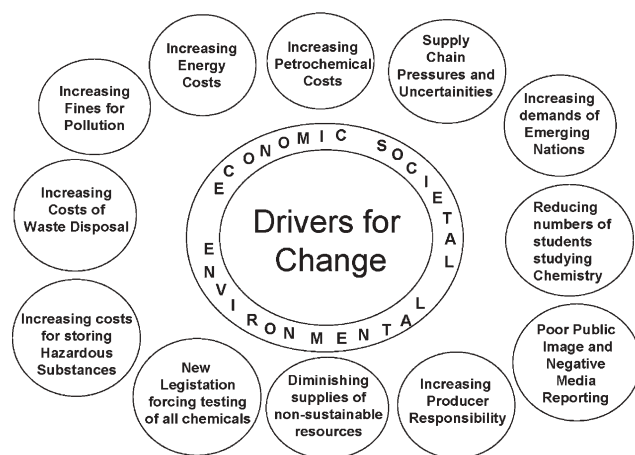 Increasing
Energy
Costs
Increasing
Petrochemical
Costs
Supply
Chain
Pressures and
Uncertainities
Increasing
demands of
Emerging
Nations
Reducing
numbers of
students
studying
Chemistry
Poor Public
Image and
Negative
Media
Reporting
Increasing
Producer
Responsibility
Diminishing
supplies of
non-sustainable
resources
New
Legistation
forcing testing
of all chemicals
Increasing costs
for storing
Hazardous
Substances
Increasing
Costs of
Waste Disposal
Increasing
Fines for
Pollution
ECONOMIC
SOCIETAL
ENVIRONMENTAL
Drivers for
Change